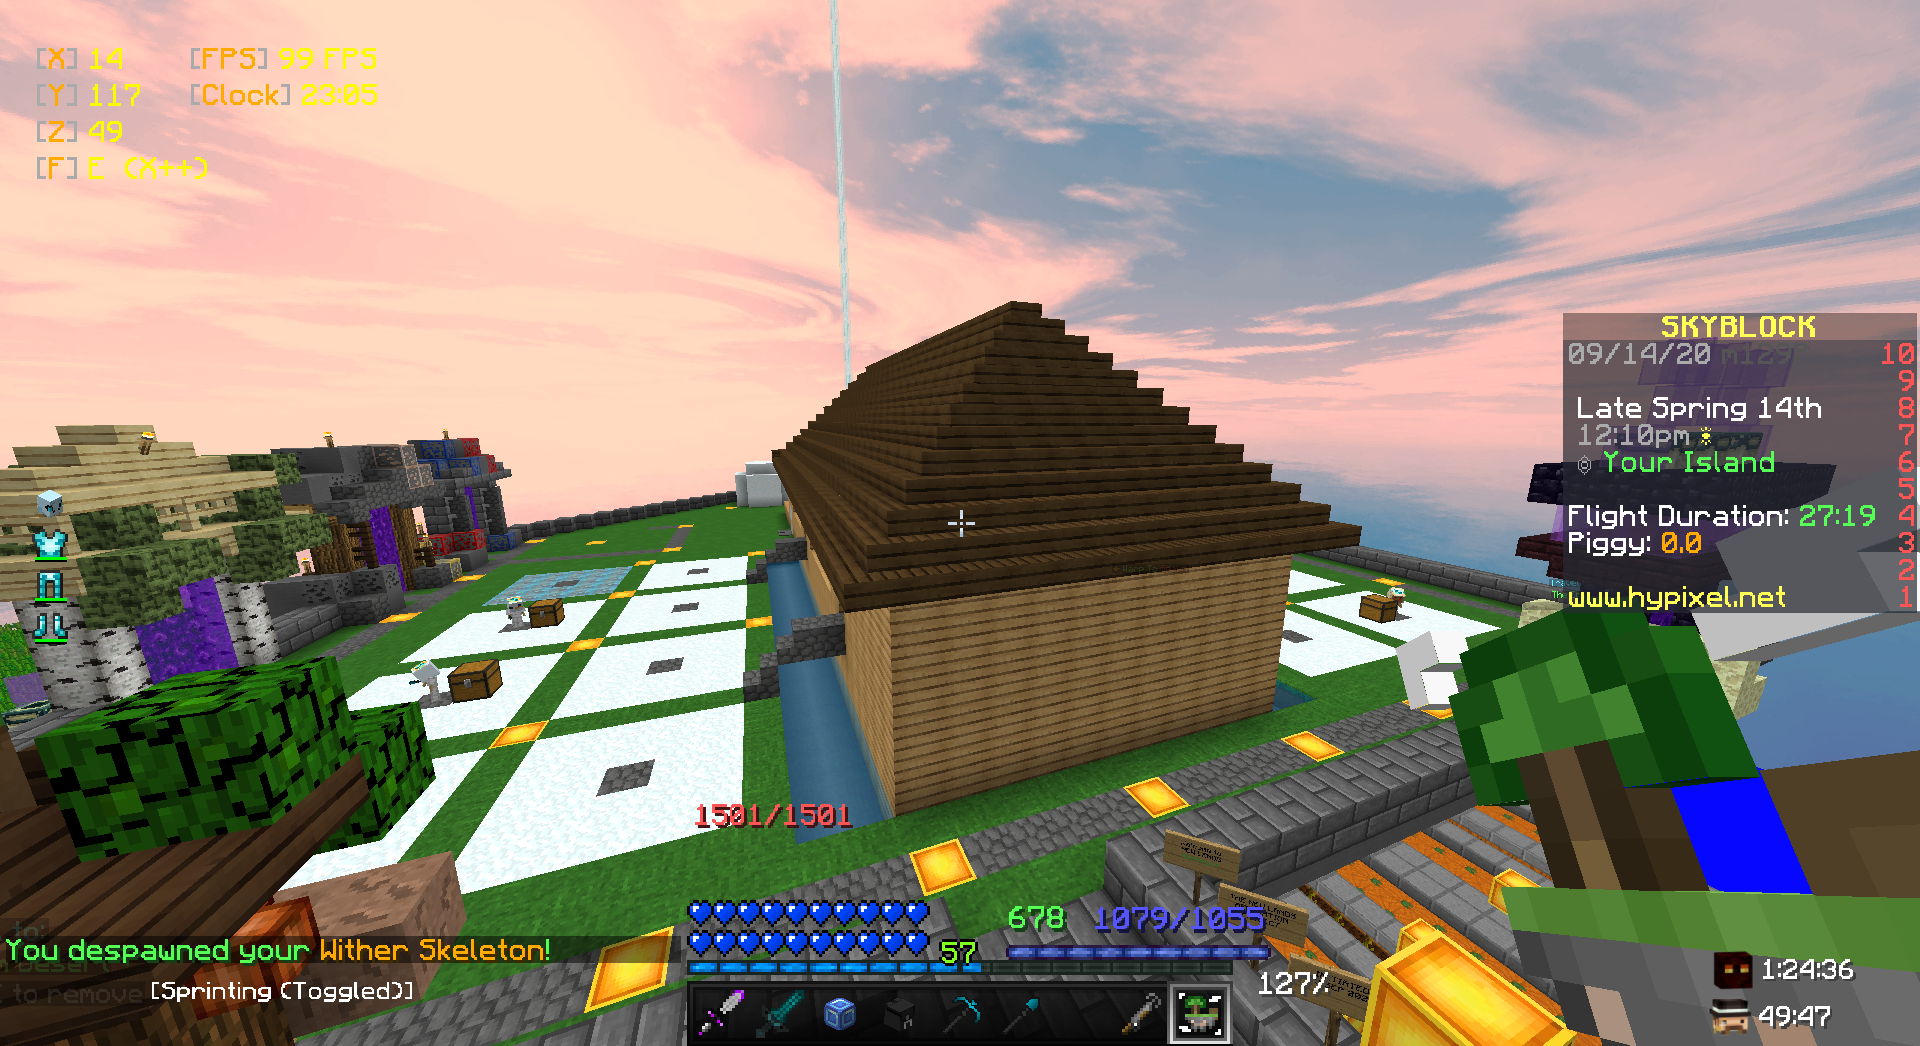 [X] 14
[FPS] 99 FPS
[Y] 117
[Clock] 23:05
[Z] 49
[F] E (X++)
SKYBLOCK
09/14/20 m129 10
9
Late Spring 14th 8
12:10pm 7
Your Island 6
5
Flight Duration: 27:19 4
Piggy: 0.0 3
2
www.hypixel.net 1
1501/1501
678
1079/1055
57
You despawned your Wither Skeleton!
to remove
[Sprinting (Toggled)]
127%
1:24:36
49:47